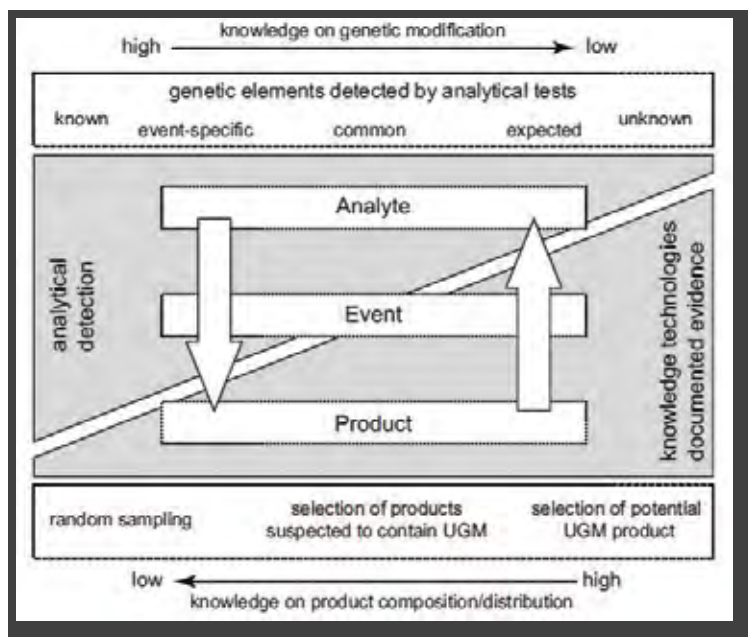 knowledge on genetic modification
high low
genetic elements detected by analytical tests
known event-specific common expected unknown
Analyte
analytical
detection
Event
knowledge technologies
documented evidence
Product
random sampling
selection of products
suspected to contain UGM
selection of potential
UGM product
low high
knowledge on product composition/distribution